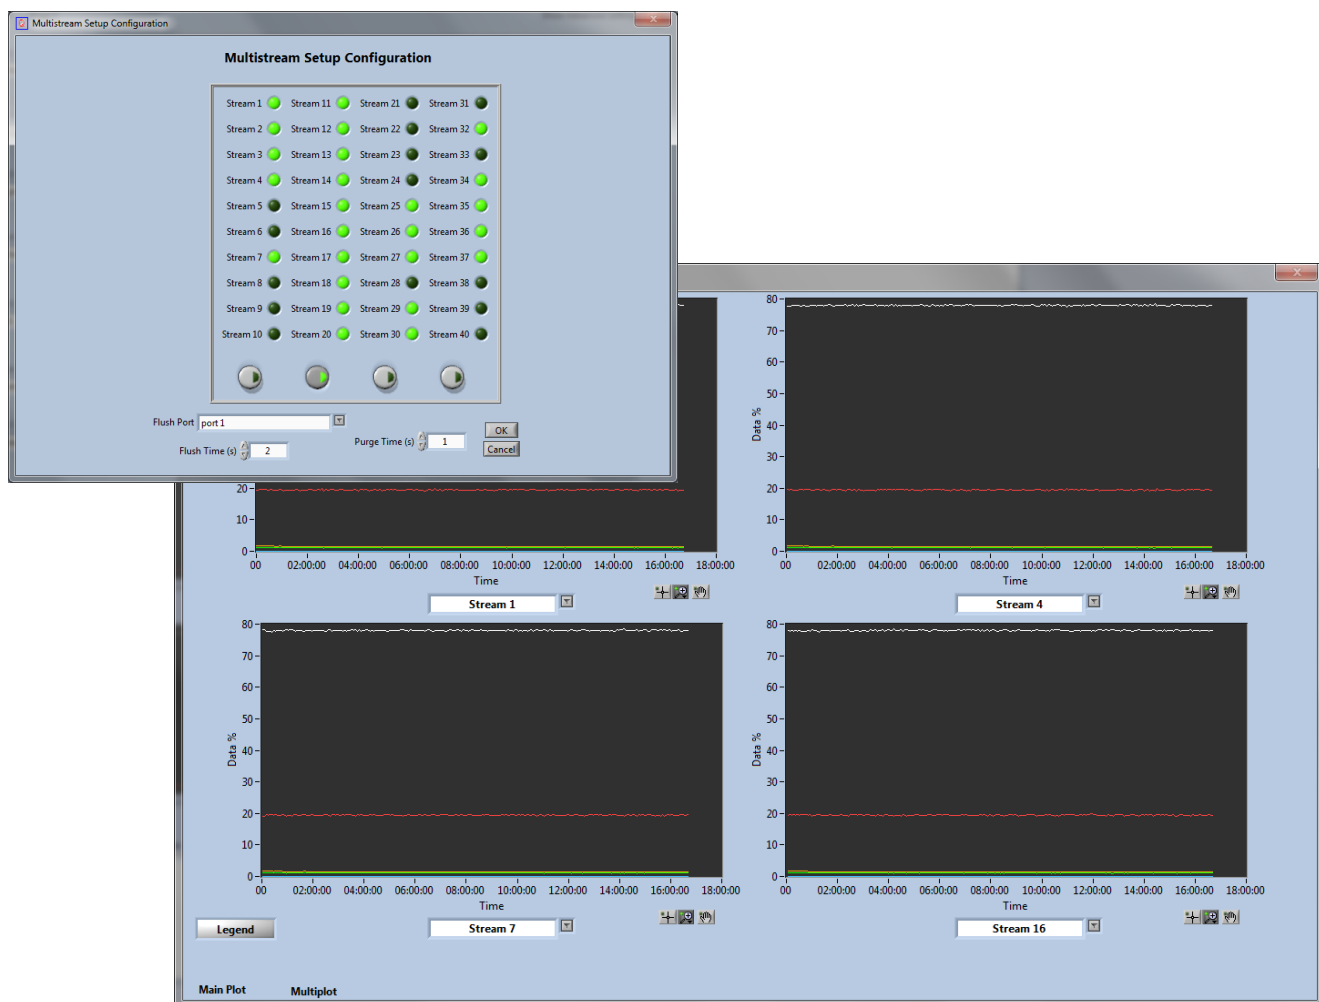 Multistream Setup Configuration
Multistream Setup Configuration
Stream 1 Stream 11 Stream 21 Stream 31
Stream 2 Stream 12 Stream 22 Stream 32
Stream 3 Stream 13 Stream 23 Stream 33
Stream 4 Stream 14 Stream 24 Stream 34
Stream 5 Stream 15 Stream 25 Stream 35
Stream 6 Stream 16 Stream 26 Stream 36
Stream 7 Stream 17 Stream 27 Stream 37
Stream 8 Stream 18 Stream 28 Stream 38
Stream 9 Stream 19 Stream 29 Stream 39
Stream 10 Stream 20 Stream 30 Stream 40
Flush Port port 1
Flush Time (s) 2
Purge Time (s) 1
OK
Cancel
20
10
0
00 02:00:00 04:00:00 06:00:00 08:00:00 10:00:00 12:00:00 14:00:00 16:00:00 18:00:00
Time
Stream 1
80
70
60
50
40
30
20
10
0
Data %
00 02:00:00 04:00:00 06:00:00 08:00:00 10:00:00 12:00:00 14:00:00 16:00:00 18:00:00
Time
Stream 4
80
70
60
50
40
30
20
10
0
Data %
00 02:00:00 04:00:00 06:00:00 08:00:00 10:00:00 12:00:00 14:00:00 16:00:00 18:00:00
Time
Stream 7
80
70
60
50
40
30
20
10
0
Data %
00 02:00:00 04:00:00 06:00:00 08:00:00 10:00:00 12:00:00 14:00:00 16:00:00 18:00:00
Time
Stream 16
Legend
Main Plot Multiplot